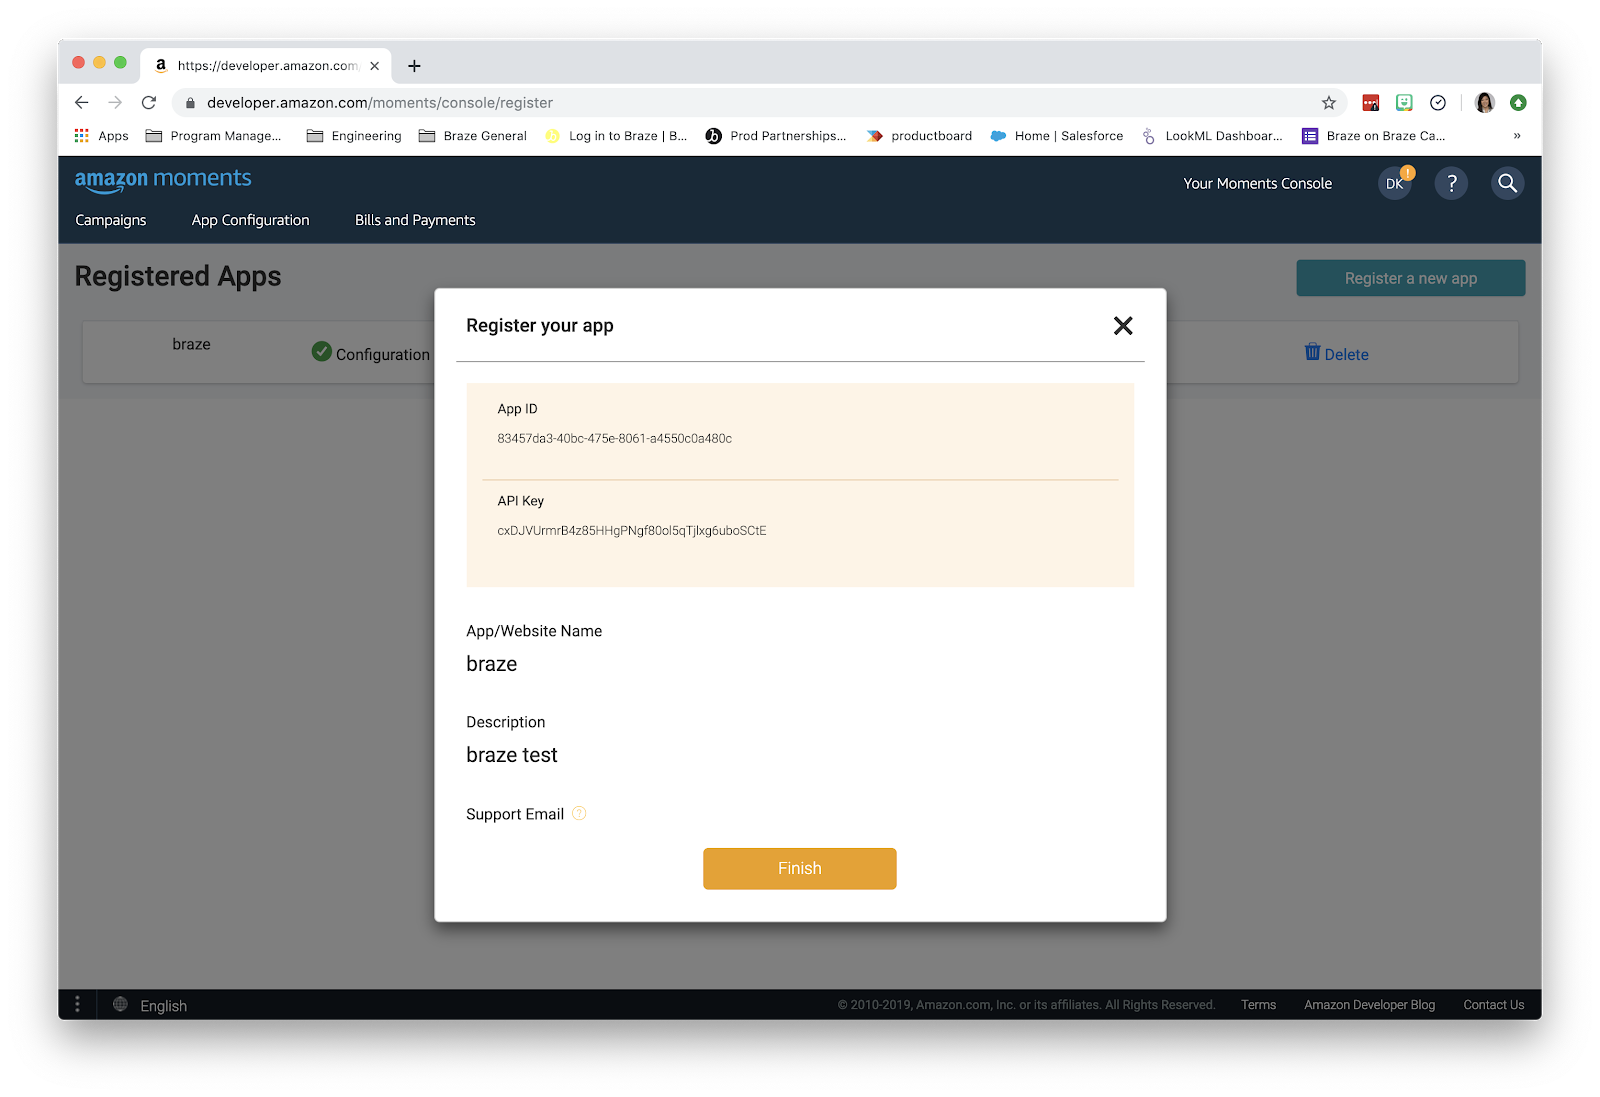 https://developer.amazon.com/
developer.amazon.com/moments/console/register
Apps Program Manage... Engineering Braze General Log in to Braze | B... Prod Partnerships... productboard Home | Salesforce LookML Dashboar... Braze on Braze Ca... »
amazon moments
Your Moments Console DK ! ?
Campaigns App Configuration Bills and Payments
Registered Apps
Register a new app
braze Configuration Delete
Register your app
App ID
83457da3-40bc-475e-8061-a4550c0a480c
API Key
cxDJVUrmrB4z85HHgPNgf80ol5qTjlxg6uboSCtE
App/Website Name
braze
Description
braze test
Support Email ?
Finish
English © 2010-2019, Amazon.com, Inc. or its affiliates. All Rights Reserved. Terms Amazon Developer Blog Contact Us